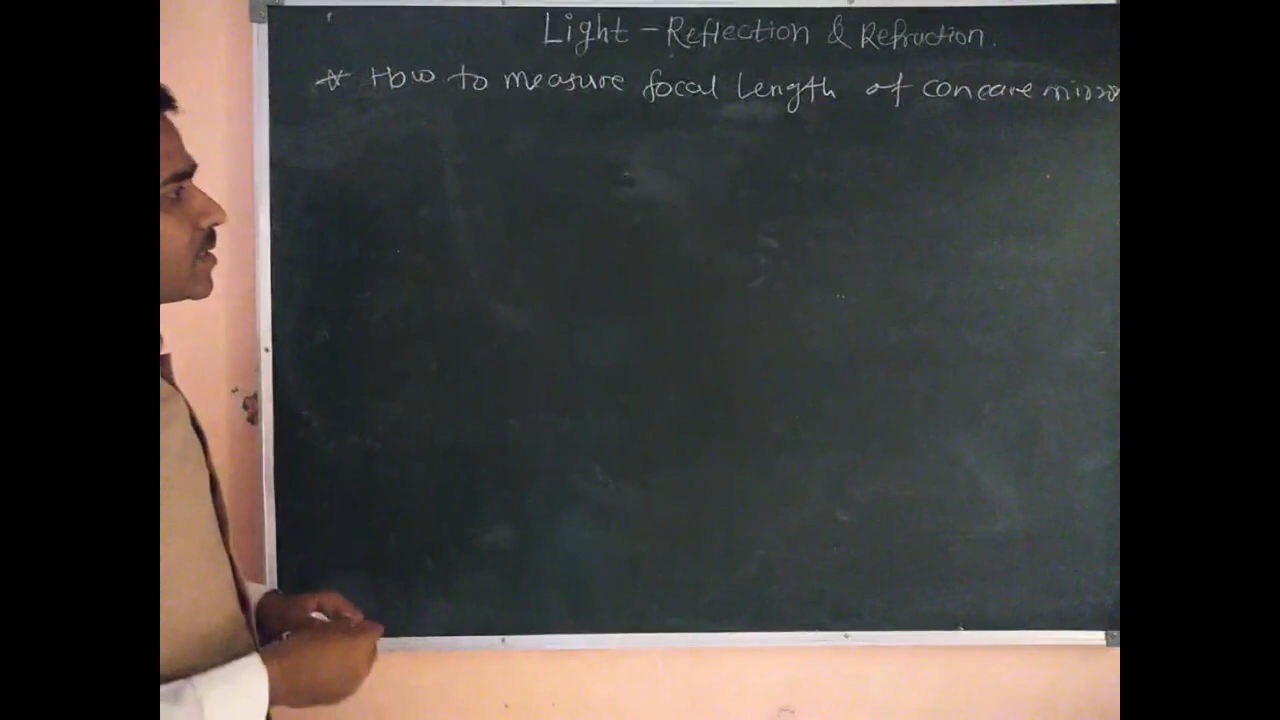 Light - Reflection & Refraction.
* How to measure focal length of concave mirror